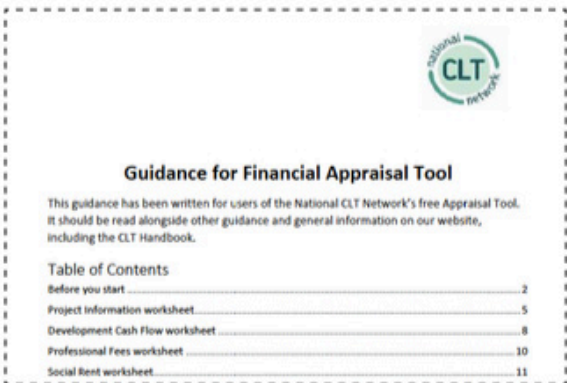 national
CLT
network
Guidance for Financial Appraisal Tool
This guidance has been written for users of the National CLT Network's free Appraisal Tool.
It should be read alongside other guidance and general information on our website,
including the CLT Handbook.
Table of Contents
Before you start 2
Project Information worksheet 5
Development Cash Flow worksheet 8
Professional Fees worksheet 10
Social Rent worksheet 11